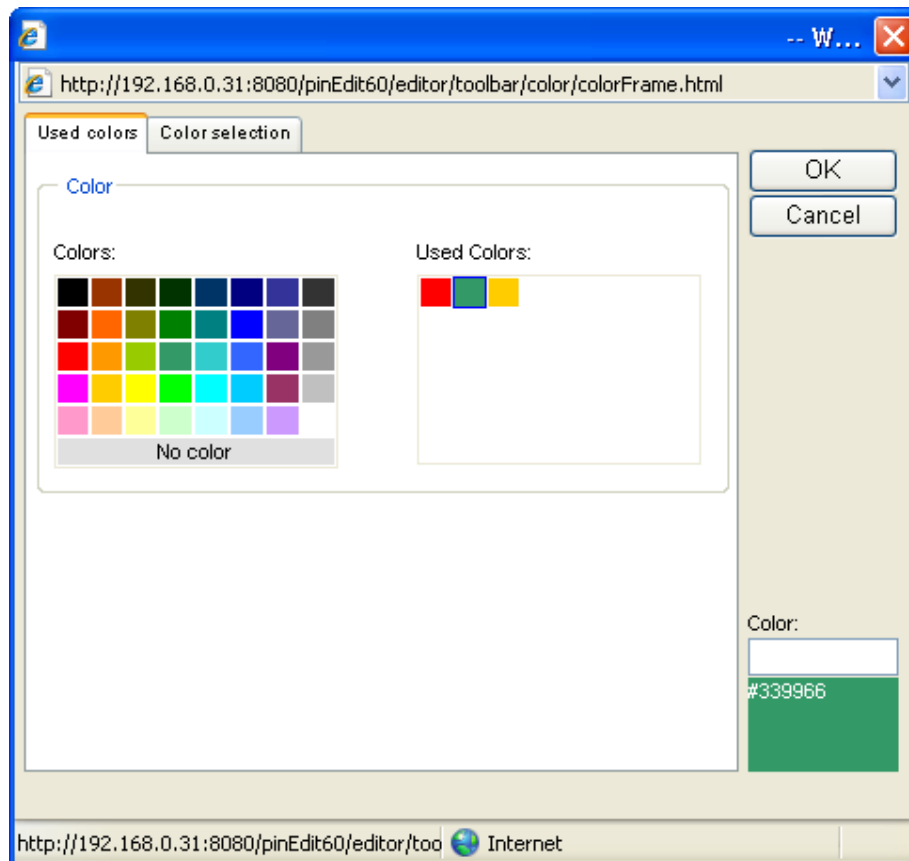 -- W...
http://192.168.0.31:8080/pinEdit60/editor/toolbar/color/colorFrame.html
Used colors Color selection
OK
Cancel
Color
Colors: Used Colors:
No color
Color:
#339966
http://192.168.0.31:8080/pinEdit60/editor/too Internet